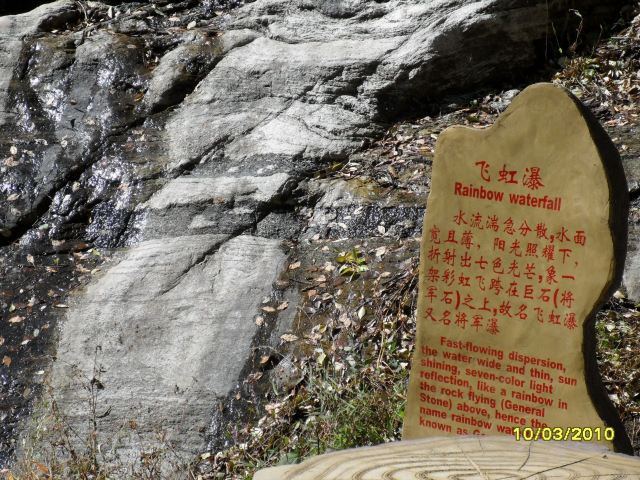 飞虹瀑
Rainbow waterfall
水流湍急分散,水面
宽且薄，阳光照耀下,
折射出七色光芒,象一
架彩虹飞跨在巨石(将
军石)之上,故名飞虹瀑
又名将军瀑
Fast-flowing dispersion,
the water wide and thin, sun
shining, seven-color light
reflection, like a rainbow in
the rock flying (General
Stone) above, hence the
name rainbow
known as
10/03/2010